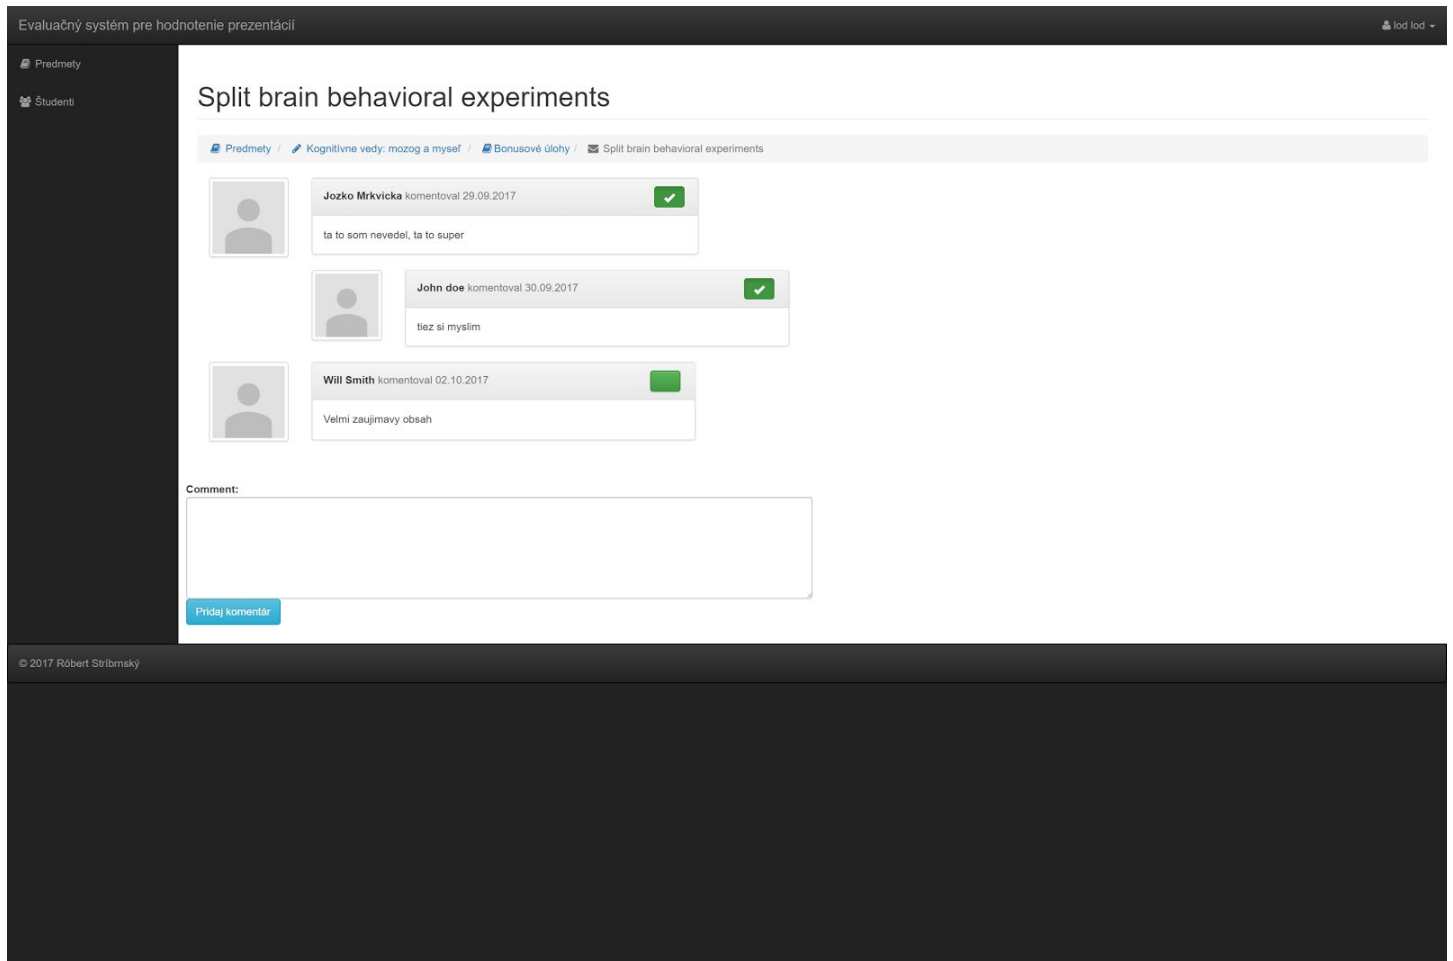 Evaluačný systém pre hodnotenie prezentácií
lod lod
Predmety
Študenti
Split brain behavioral experiments
Predmety / Kognitívne vedy: mozog a myseľ / Bonusové úlohy / Split brain behavioral experiments
Jozko Mrkvicka komentoval 29.09.2017
ta to som nevedel, ta to super
John doe komentoval 30.09.2017
tiez si myslim
Will Smith komentoval 02.10.2017
Velmi zaujimavy obsah
Comment:
Pridaj komentár
© 2017 Róbert Stríbrnský